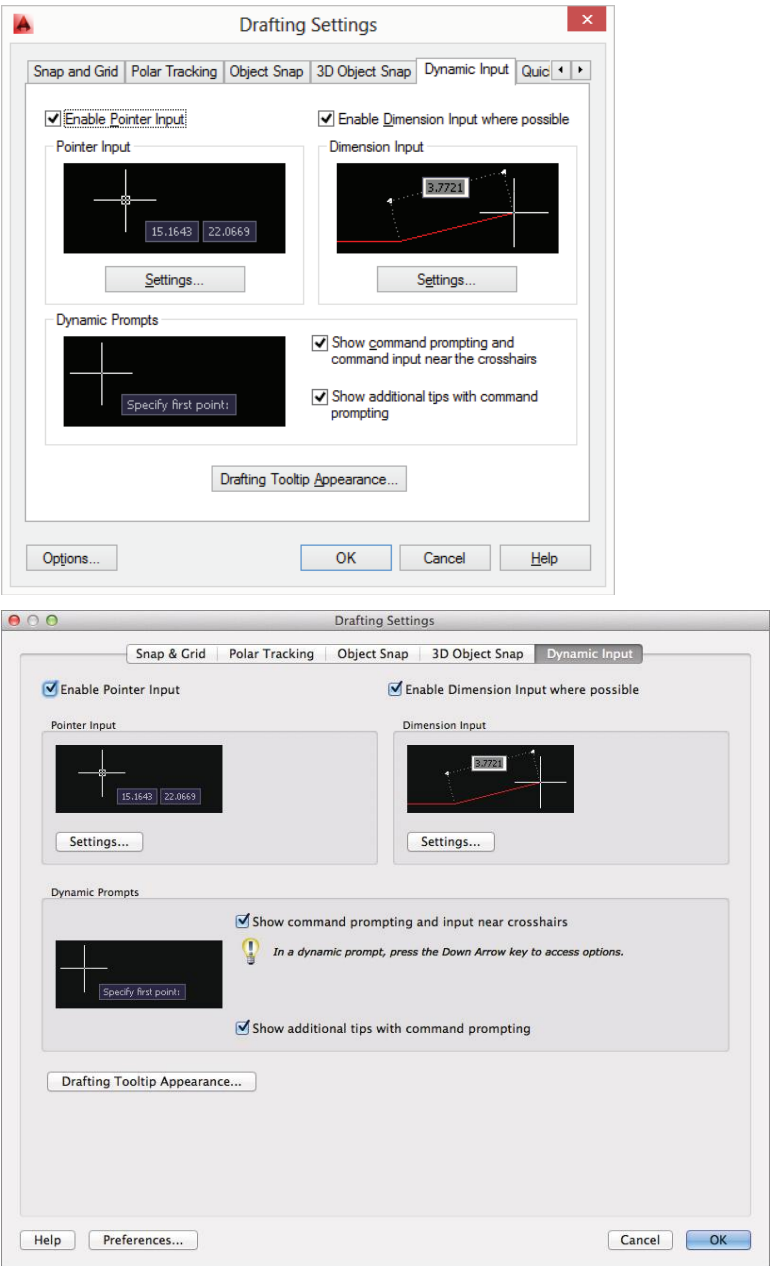 Drafting Settings
Snap and Grid Polar Tracking Object Snap 3D Object Snap Dynamic Input Quic
Enable Pointer Input
Enable Dimension Input where possible
Pointer Input
Dimension Input
3.7721
15.1643 22.0669
Settings...
Settings...
Dynamic Prompts
Specify first point:
Show command prompting and
command input near the crosshairs
Show additional tips with command
prompting
Drafting Tooltip Appearance...
Options... OK Cancel Help
Drafting Settings
Snap & Grid Polar Tracking Object Snap 3D Object Snap Dynamic Input
Enable Pointer Input
Enable Dimension Input where possible
Pointer Input
Dimension Input
3.7721
15.1643 22.0669
Settings...
Settings...
Dynamic Prompts
Show command prompting and input near crosshairs
In a dynamic prompt, press the Down Arrow key to access options.
Specify first point:
Show additional tips with command prompting
Drafting Tooltip Appearance...
Help Preferences... Cancel OK